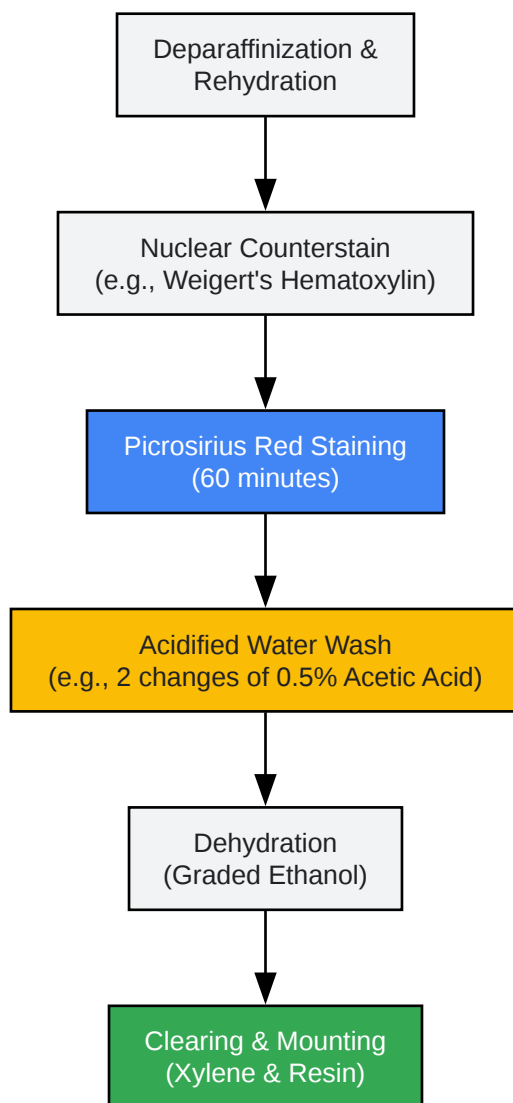 Deparaffinization &
Rehydration
Nuclear Counterstain
(e.g., Weigert's Hematoxylin)
Picrosirius Red Staining
(60 minutes)
Acidified Water Wash
(e.g., 2 changes of 0.5% Acetic Acid)
Dehydration
(Graded Ethanol)
Clearing & Mounting
(Xylene & Resin)